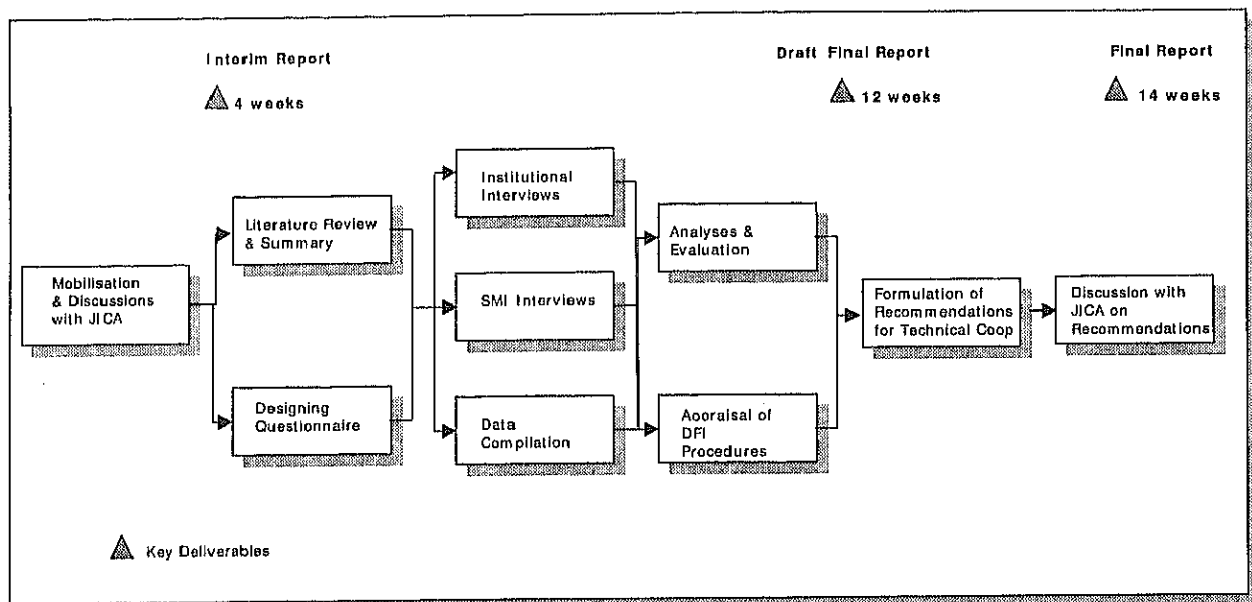 Interim Report
4 weeks
Draft Final Report
12 weeks
Final Report
14 weeks
Mobilisation
& Discussions
with JICA
Literature Review
& Summary
Designing
Questionnaire
Institutional
Interviews
SMI Interviews
Data
Compilation
Analyses &
Evaluation
Appraisal of
DFI
Procedures
Formulation of
Recommendations
for Technical Coop
Discussion with
JICA on
Recommendations
Key Deliverables